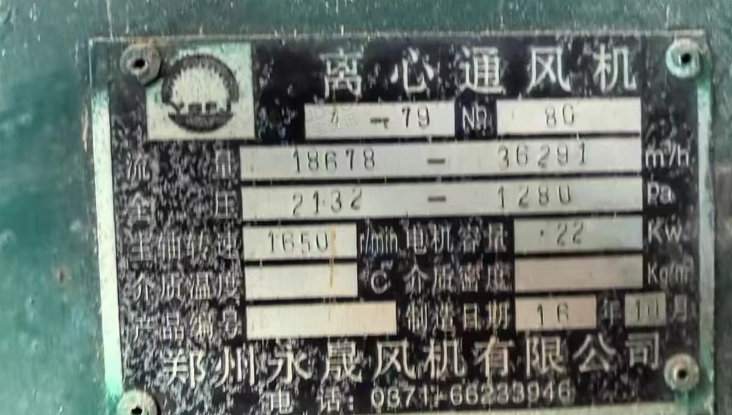 离心通风机
4-79 No 8C
流量 18678 - 36291 m³/h
全压 2132 - 1280 Pa
主轴转速 1650 r/min 电机容量 22 Kw
介质温度 ℃ 介质密度 Kg/m³
产品编号 制造日期 16 年 10 月
郑州永晟风机有限公司
电话:0371-66233946